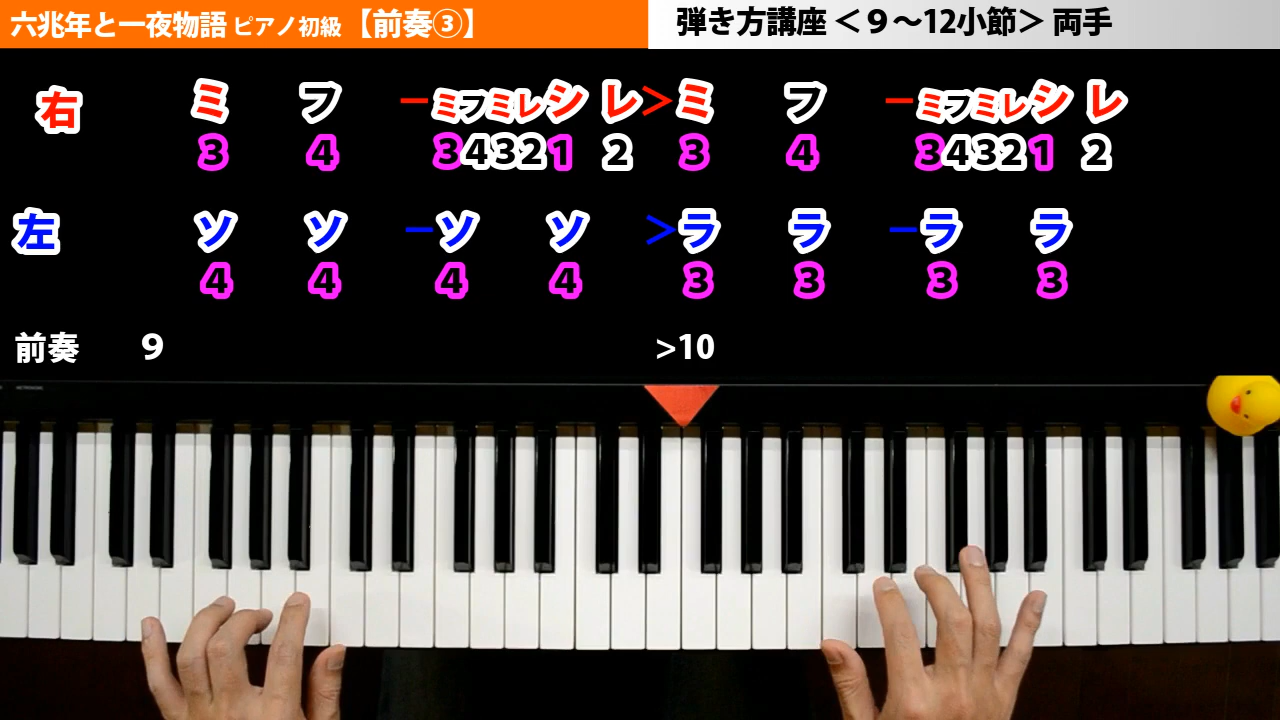 六兆年と一夜物語 ピアノ初級 【前奏③】
弾き方講座 ＜９～12小節＞ 両手
右 ミ フ ーミフミレシ レ>ミ フ ーミフミレシ レ
3 4 34321 2 3 4 34321 2
左 ソ ソ ーソ ソ >ラ ラ ーラ ラ
4 4 4 4 3 3 3 3
前奏 9 >10